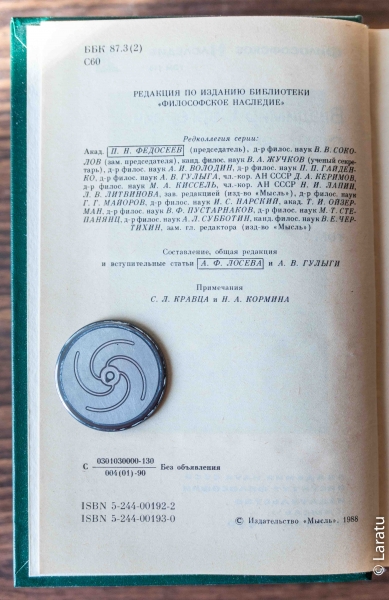 ББК 87.3(2)
С60
РЕДАКЦИЯ ПО ИЗДАНИЮ БИБЛИОТЕКИ
«ФИЛОСОФСКОЕ НАСЛЕДИЕ»
Редколлегия серии:
Акад. П. Н. ФЕДОСЕЕВ (председатель), д-р филос. наук В. В. СОКО-
ЛОВ (зам. председателя), канд. филос. наук В. А. ЖУЧКОВ (ученый секре-
тарь), д-р филос. наук А. И. ВОЛОДИН, д-р филос. наук П. П. ГАЙДЕН-
КО, д-р филос. наук А. В. ГУЛЫГА, чл.-кор. АН СССР Д. А. КЕРИМОВ,
д-р филос. наук М. А. КИССЕЛЬ, чл.-кор. АН СССР Н. И. ЛАПИН,
Л. В. ЛИТВИНОВА, зав. редакцией (изд-во «Мысль»), д-р филос. наук
Г. Г. МАЙОРОВ, д-р филос. наук И. С. НАРСКИЙ, акад. Т. И. ОЙЗЕР-
МАН, д-р филос. наук В. Ф. ПУСТАРНАКОВ, д-р филос. наук М. Т. СТЕ-
ПАНЯНЦ, д-р филос. наук А. Л. СУББОТИН, канд. филос. наук В. Е. ЧЕР-
ТИХИН, зам. гл. редактора (изд-во «Мысль»)
Составление, общая редакция
и вступительные статьи А. Ф. ЛОСЕВА и А. В. ГУЛЫГИ
Примечания
С. Л. КРАВЦА и Н. А. КОРМИНА
С 0301030000-130
004(01)-90 Без объявления
ISBN 5-244-00192-2
ISBN 5-244-00193-0
© Издательство «Мысль». 1988
© Laratu